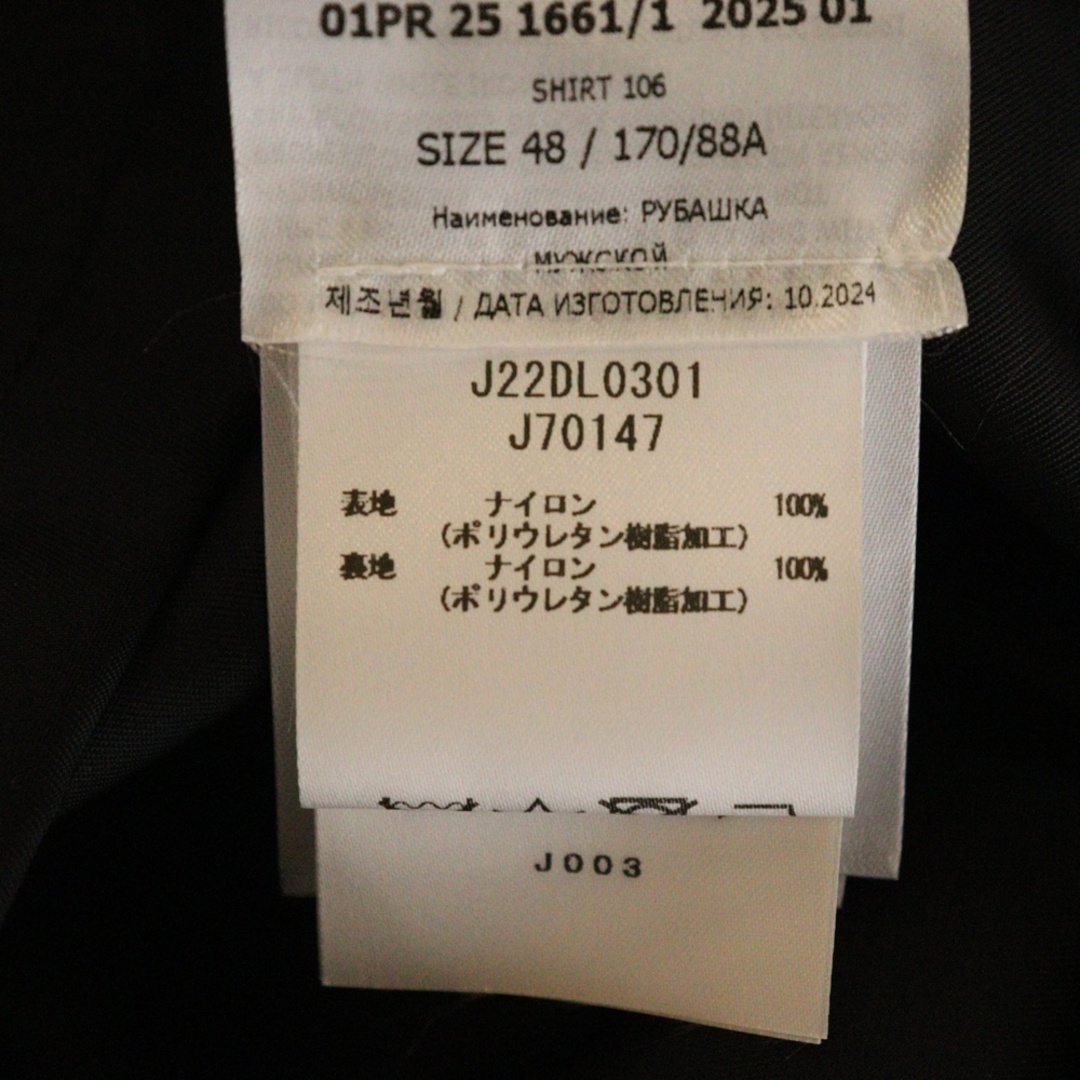 01PR 25 1661/1 2025 01
SHIRT 106
SIZE 48 / 170/88A
Наименование: РУБАШКА
МУЖСКОЙ
제조년월 / ДАТА ИЗГОТОВЛЕНИЯ: 10.2024
J22DL0301
J70147
表地 ナイロン 100%
(ポリウレタン樹脂加工)
裏地 ナイロン 100%
(ポリウレタン樹脂加工)
J003